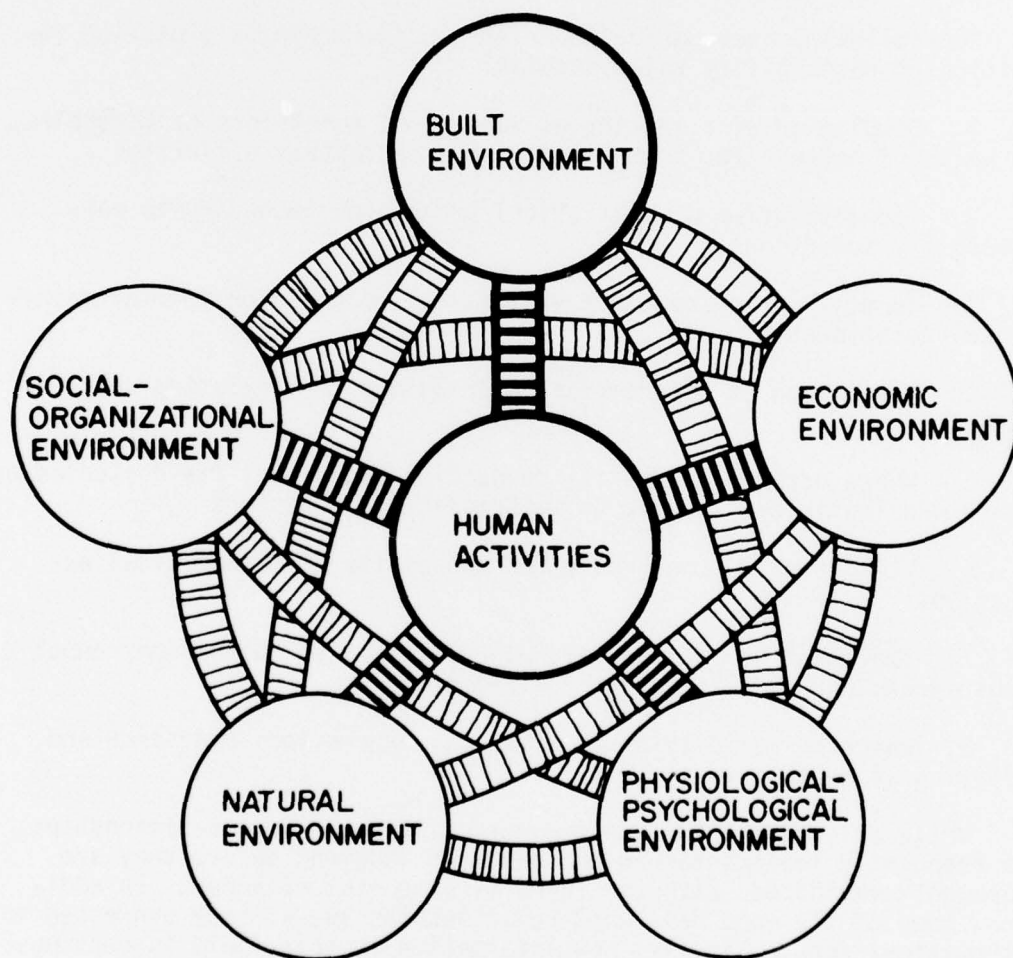 BUILT
ENVIRONMENT
SOCIAL-
ORGANIZATIONAL
ENVIRONMENT
ECONOMIC
ENVIRONMENT
HUMAN
ACTIVITIES
NATURAL
ENVIRONMENT
PHYSIOLOGICAL-
PSYCHOLOGICAL
ENVIRONMENT